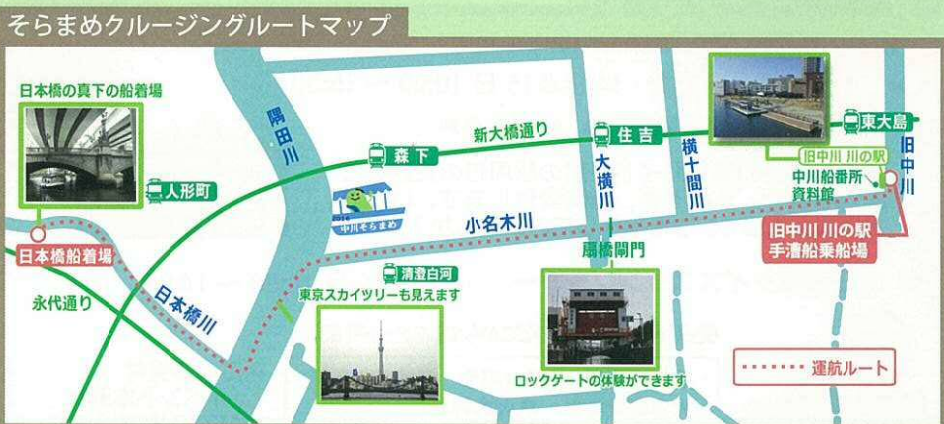 そらまめクルージングルートマップ
日本橋の真下の船着場
人形町
日本橋船着場
永代通り
日本橋川
隅田川
森下
新大橋通り
中川そらまめ
小名木川
清澄白河
東京スカイツリーも見えます
住吉
大横川
横十間川
扇橋閘門
ロックゲートの体験ができます
東大島
旧中川
旧中川 川の駅
中川船番所
資料館
旧中川 川の駅
手漕船乗船場
運航ルート